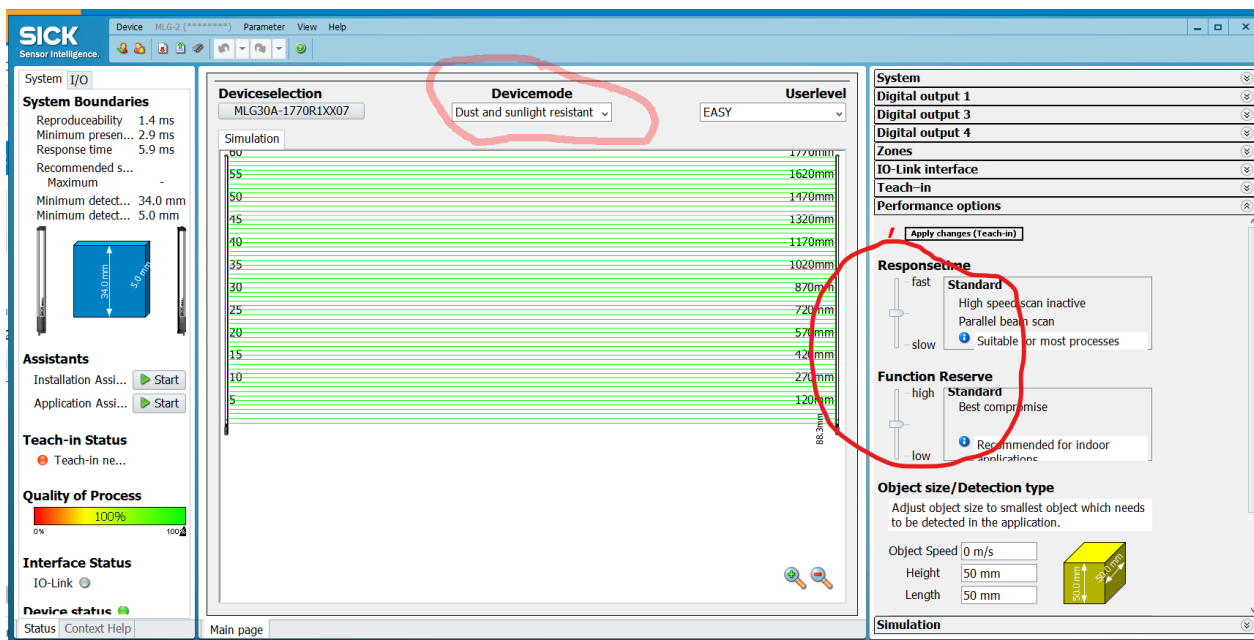 SICK
Sensor Intelligence.
Device MLG-2 (********) Parameter View Help
System I/O
System Boundaries
Reproduceability 1.4 ms
Minimum presen... 2.9 ms
Response time 5.9 ms
Recommended s...
Maximum -
Minimum detect... 34.0 mm
Minimum detect... 5.0 mm
34.0 mm
5.0 mm
Assistants
Installation Assi... Start
Application Assi... Start
Teach-in Status
Teach-in ne...
Quality of Process
100%
0% 100%
Interface Status
IO-Link
Device status
Status Context Help
Deviceselection Devicemode Userlevel
MLG30A-1770R1XX07 Dust and sunlight resistant EASY
Simulation
60 1770mm
55 1620mm
50 1470mm
45 1320mm
40 1170mm
35 1020mm
30 870mm
25 720mm
20 570mm
15 420mm
10 270mm
5 120mm
88.3mm
Main page
System
Digital output 1
Digital output 3
Digital output 4
Zones
IO-Link interface
Teach-in
Performance options
Apply changes (Teach-in)
Responsetime
fast Standard
High speed scan inactive
Parallel beam scan
slow Suitable for most processes
Function Reserve
high Standard
Best compromise
Recommended for indoor
low applications
Object size/Detection type
Adjust object size to smallest object which needs
to be detected in the application.
Object Speed 0 m/s
Height 50 mm
Length 50 mm
50.0 mm
50.0 mm
Simulation